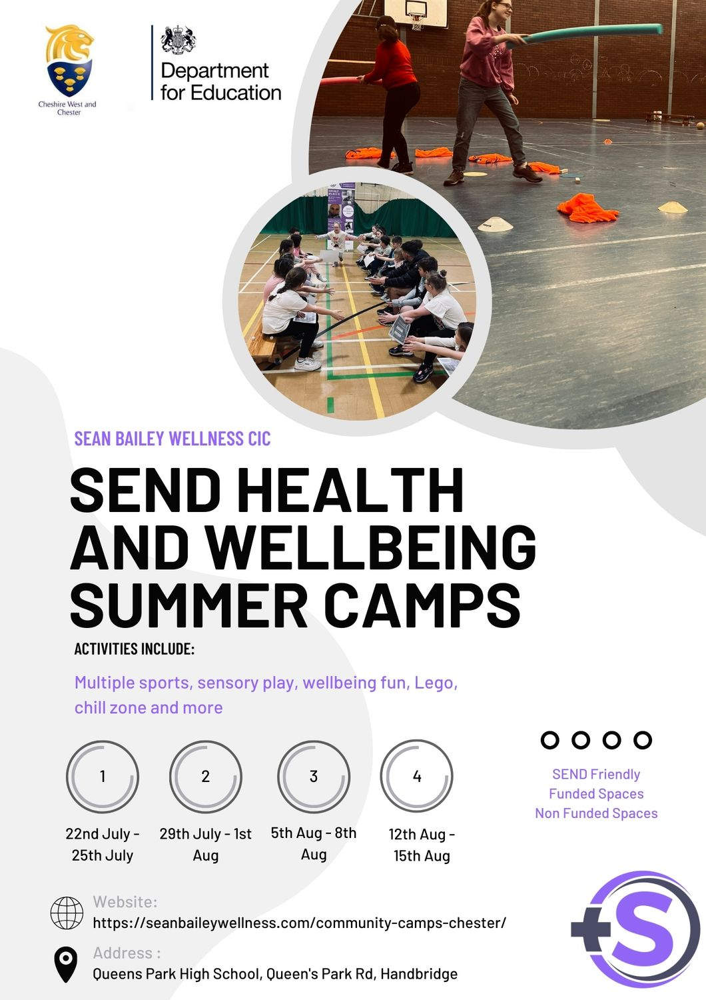 Cheshire West and
Chester
Department
for Education
SEAN BAILEY WELLNESS CIC
SEND HEALTH
AND WELLBEING
SUMMER CAMPS
ACTIVITIES INCLUDE:
Multiple sports, sensory play, wellbeing fun, Lego,
chill zone and more
1
22nd July -
25th July
2
29th July - 1st
Aug
3
5th Aug - 8th
Aug
4
12th Aug -
15th Aug
SEND Friendly
Funded Spaces
Non Funded Spaces
Website:
https://seanbaileywellness.com/community-camps-chester/
Address :
Queens Park High School, Queen's Park Rd, Handbridge
S